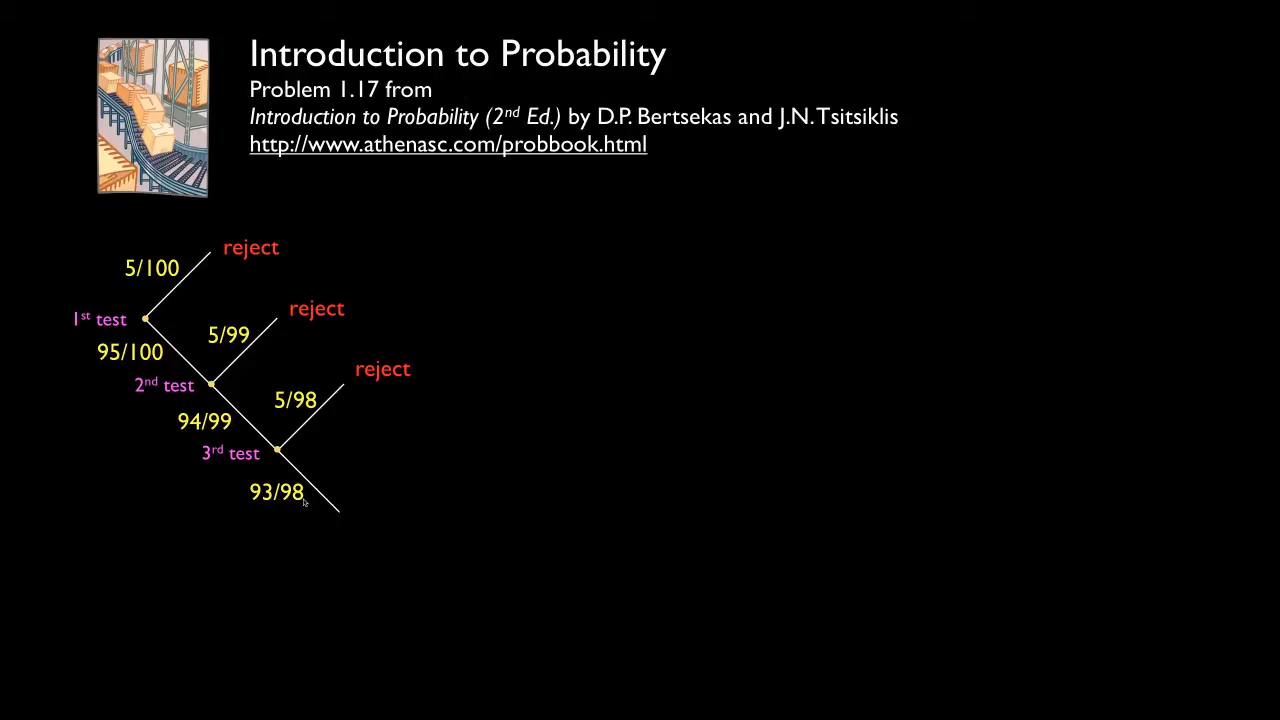 Introduction to Probability
Problem 1.17 from
Introduction to Probability (2nd Ed.) by D.P. Bertsekas and J.N. Tsitsiklis
http://www.athenasc.com/probbook.html
reject
5/100
1st test
reject
5/99
95/100
2nd test
reject
5/98
94/99
3rd test
93/98